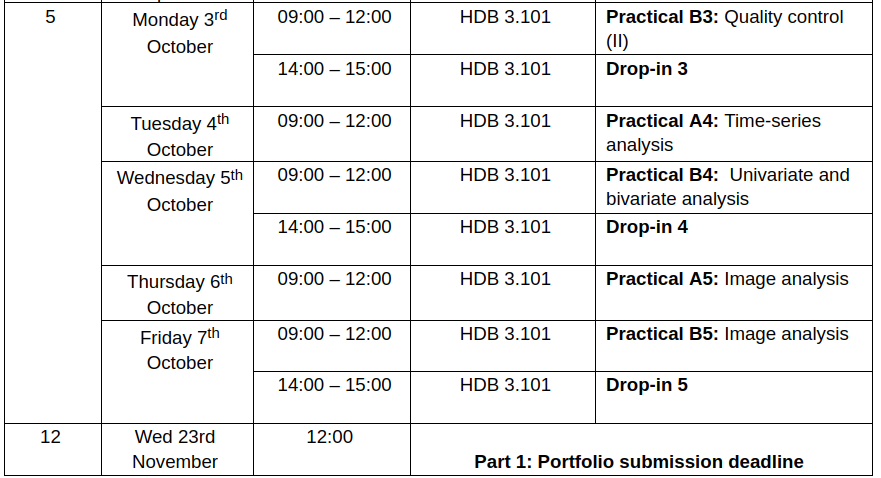 5 Monday 3rd 09:00 – 12:00 HDB 3.101 Practical B3: Quality control
October (II)
14:00 – 15:00 HDB 3.101 Drop-in 3
Tuesday 4th 09:00 – 12:00 HDB 3.101 Practical A4: Time-series
October analysis
Wednesday 5th 09:00 – 12:00 HDB 3.101 Practical B4:  Univariate and
October bivariate analysis
14:00 – 15:00 HDB 3.101 Drop-in 4
Thursday 6th 09:00 – 12:00 HDB 3.101 Practical A5: Image analysis
October
Friday 7th 09:00 – 12:00 HDB 3.101 Practical B5: Image analysis
October
14:00 – 15:00 HDB 3.101 Drop-in 5
12 Wed 23rd 12:00
November Part 1: Portfolio submission deadline